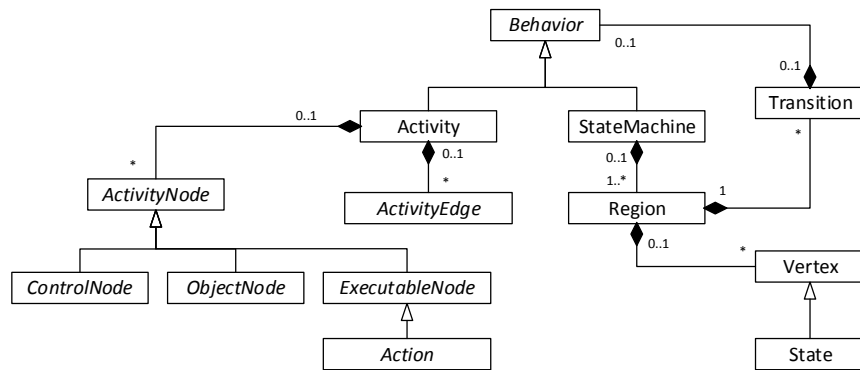 Behavior
0..1
0..1
Transition
*
0..1
Activity
0..1
StateMachine
0..1
*
ActivityNode
*
ActivityEdge
1..*
Region
1
0..1
*
Vertex
ControlNode
ObjectNode
ExecutableNode
Action
State